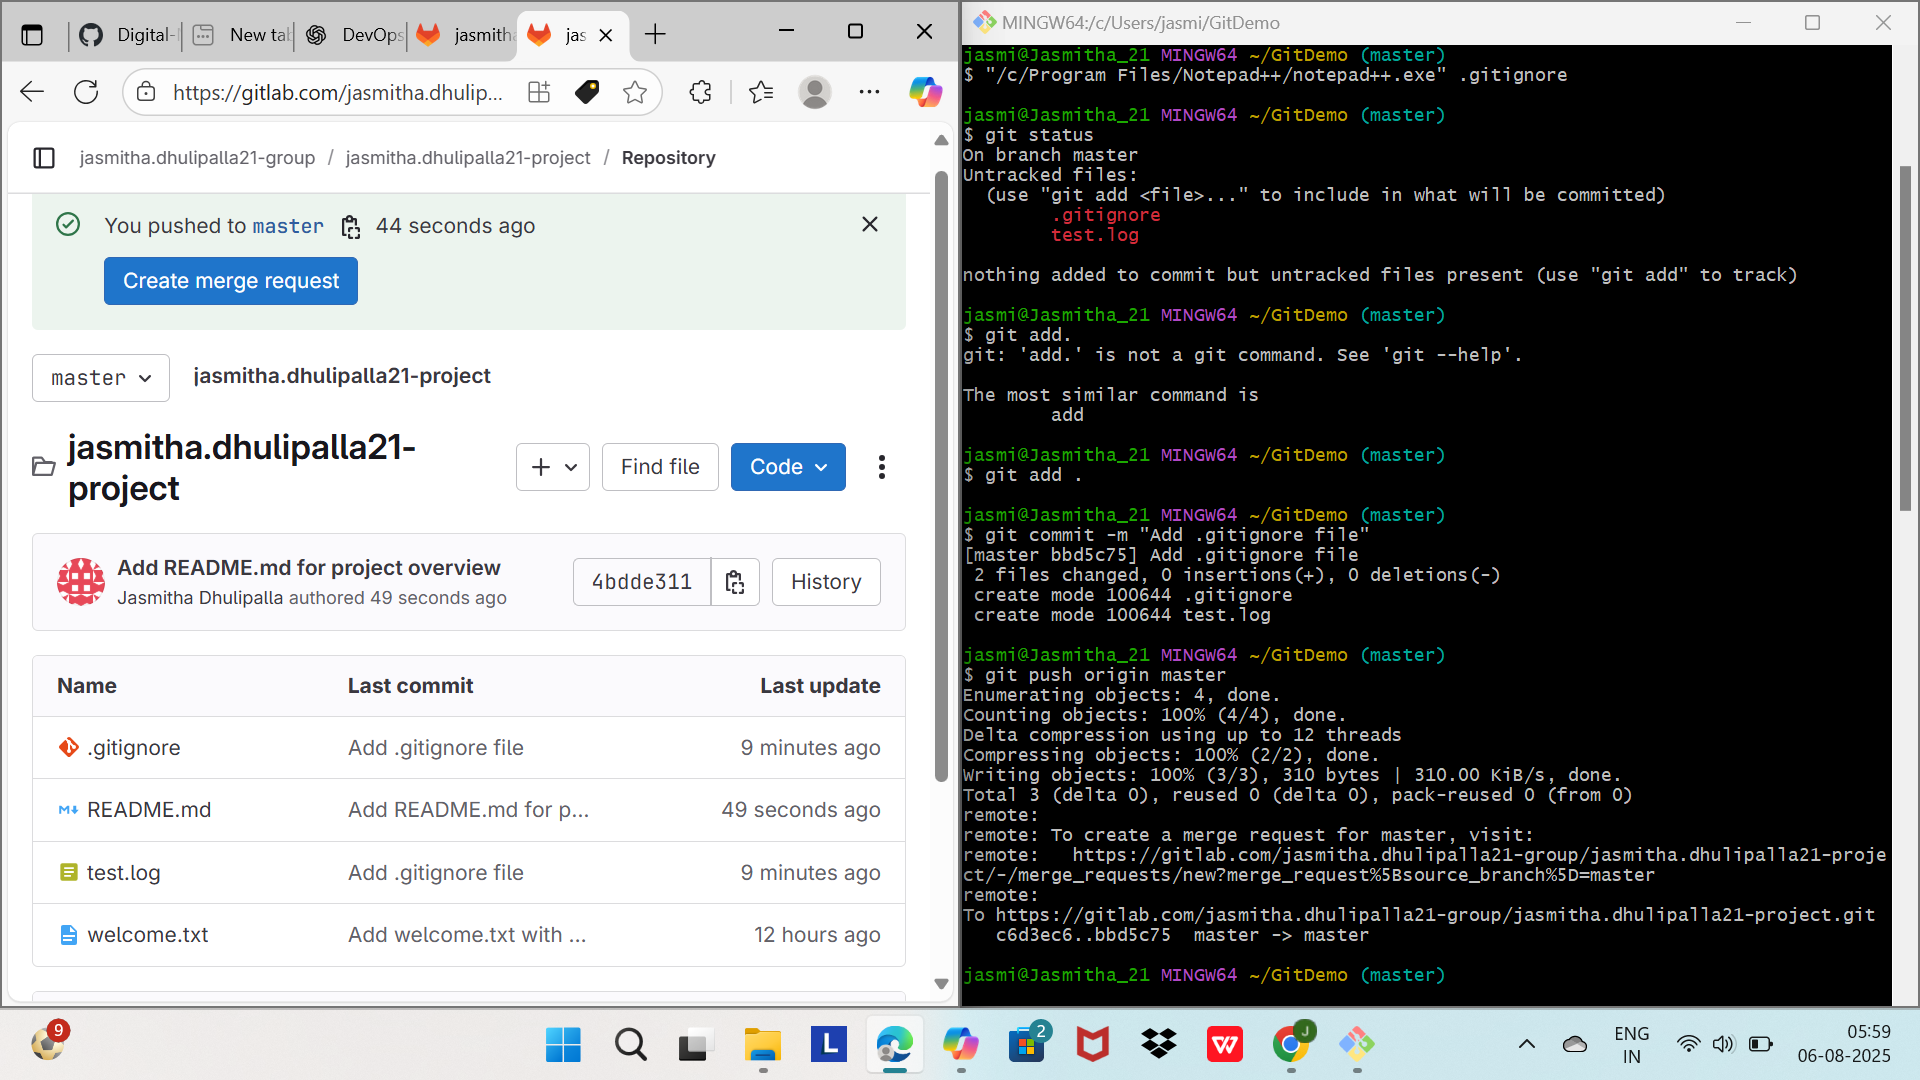 Digital-
New tab
DevOps
jasmitha
jas
https://gitlab.com/jasmitha.dhulip...
jasmitha.dhulipalla21-group / jasmitha.dhulipalla21-project / Repository
You pushed to master 44 seconds ago
Create merge request
master
jasmitha.dhulipalla21-project
jasmitha.dhulipalla21-
project
Find file
Code
Add README.md for project overview
Jasmitha Dhulipalla authored 49 seconds ago
4bdde311
History
Name Last commit Last update
.gitignore Add .gitignore file 9 minutes ago
README.md Add README.md for p... 49 seconds ago
test.log Add .gitignore file 9 minutes ago
welcome.txt Add welcome.txt with ... 12 hours ago
MINGW64:/c/Users/jasmi/GitDemo
jasmi@Jasmitha_21 MINGW64 ~/GitDemo (master)
$ "/c/Program Files/Notepad++/notepad++.exe" .gitignore
jasmi@Jasmitha_21 MINGW64 ~/GitDemo (master)
$ git status
On branch master
Untracked files:
(use "git add <file>..." to include in what will be committed)
.gitignore
test.log
nothing added to commit but untracked files present (use "git add" to track)
jasmi@Jasmitha_21 MINGW64 ~/GitDemo (master)
$ git add.
git: 'add.' is not a git command. See 'git --help'.
The most similar command is
add
jasmi@Jasmitha_21 MINGW64 ~/GitDemo (master)
$ git add .
jasmi@Jasmitha_21 MINGW64 ~/GitDemo (master)
$ git commit -m "Add .gitignore file"
[master bbd5c75] Add .gitignore file
2 files changed, 0 insertions(+), 0 deletions(-)
create mode 100644 .gitignore
create mode 100644 test.log
jasmi@Jasmitha_21 MINGW64 ~/GitDemo (master)
$ git push origin master
Enumerating objects: 4, done.
Counting objects: 100% (4/4), done.
Delta compression using up to 12 threads
Compressing objects: 100% (2/2), done.
Writing objects: 100% (3/3), 310 bytes | 310.00 KiB/s, done.
Total 3 (delta 0), reused 0 (delta 0), pack-reused 0 (from 0)
remote:
remote: To create a merge request for master, visit:
remote:   https://gitlab.com/jasmitha.dhulipalla21-group/jasmitha.dhulipalla21-proje
ct/-/merge_requests/new?merge_request%5Bsource_branch%5D=master
remote:
To https://gitlab.com/jasmitha.dhulipalla21-group/jasmitha.dhulipalla21-project.git
c6d3ec6..bbd5c75  master -> master
jasmi@Jasmitha_21 MINGW64 ~/GitDemo (master)
9
L
2
W
J
ENG
IN
05:59
06-08-2025